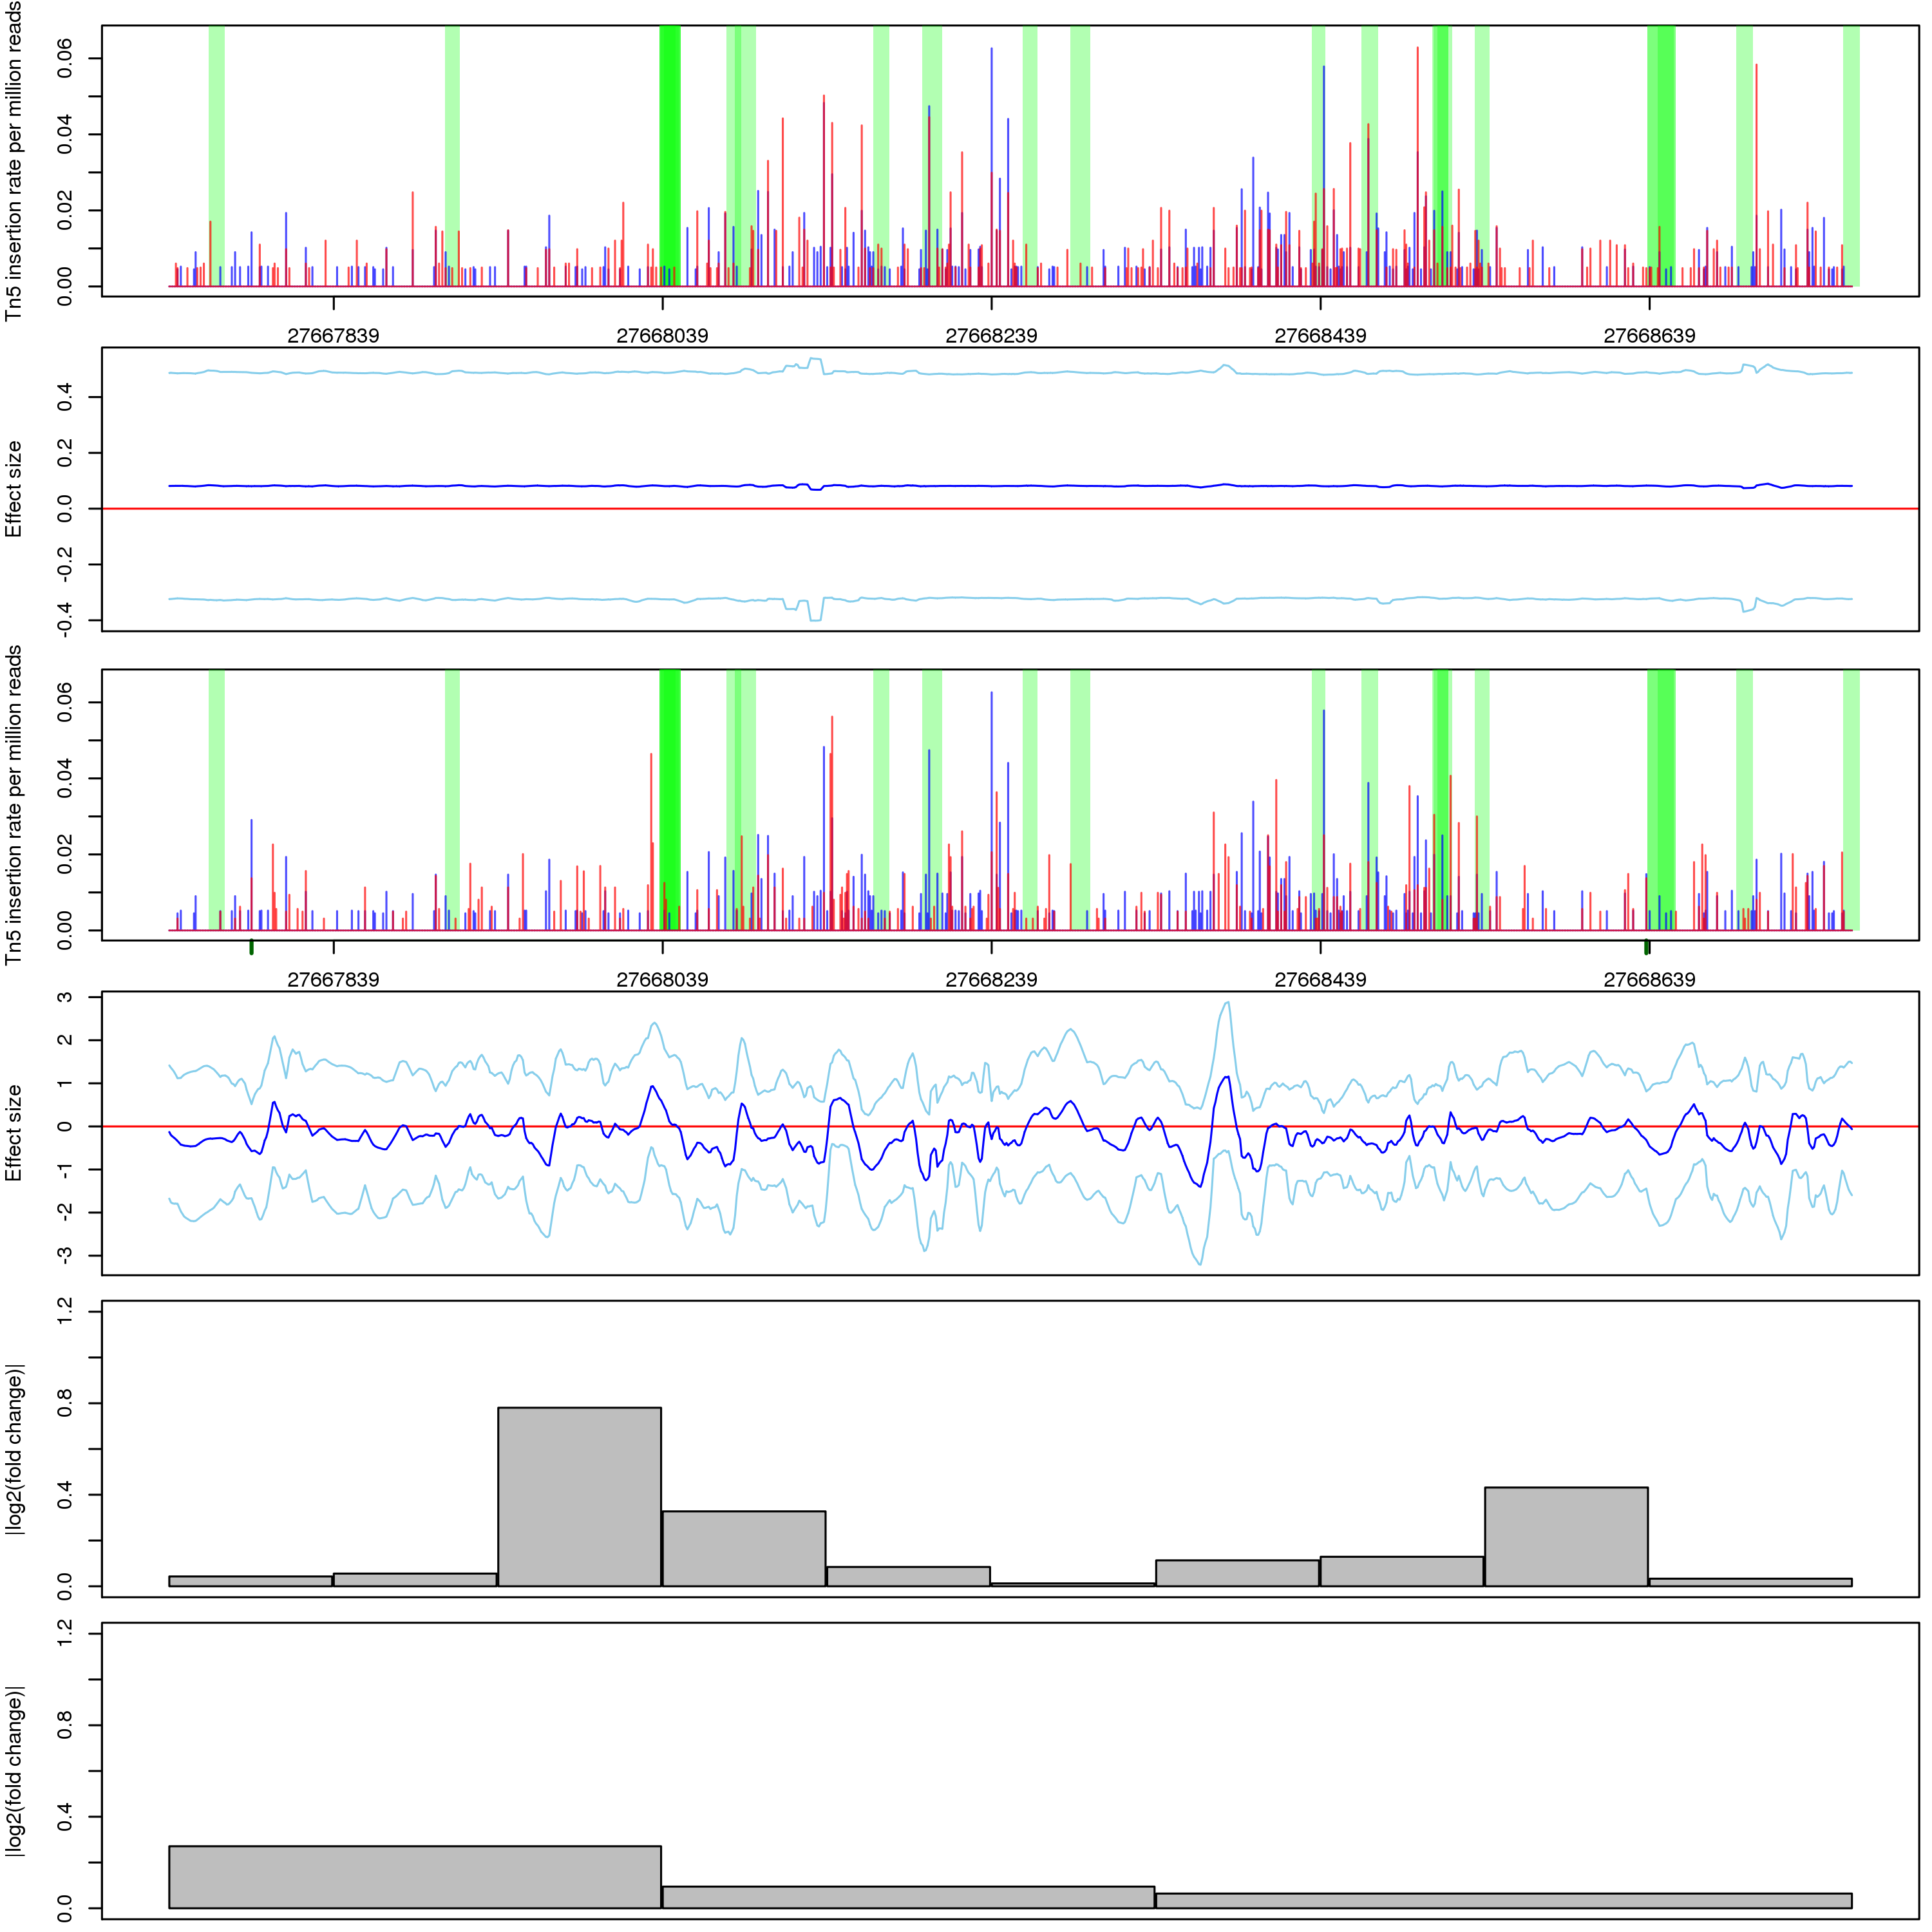 Tn5 insertion rate per million reads
0.00 0.02 0.04 0.06
27667839 27668039 27668239 27668439 27668639
Effect size
-0.4 -0.2 0.0 0.2 0.4
Tn5 insertion rate per million reads
0.00 0.02 0.04 0.06
27667839 27668039 27668239 27668439 27668639
Effect size
-3 -2 -1 0 1 2 3
|log2(fold change)|
0.0 0.4 0.8 1.2
|log2(fold change)|
0.0 0.4 0.8 1.2